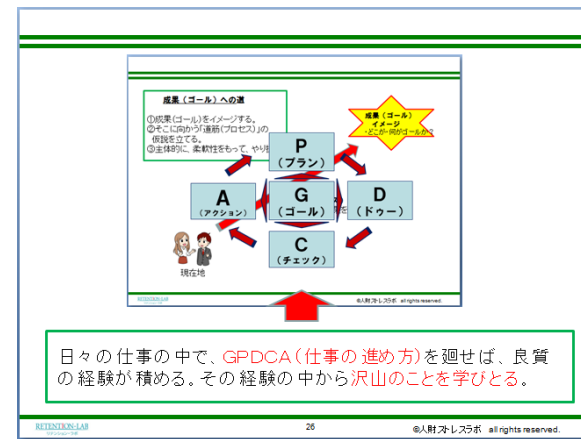 成果（ゴール）への道
①成果（ゴール）をイメージする。
②そこに向かう「道筋（プロセス）」の
仮説を立てる。
③主体的に、柔軟性をもって、やり
成果（ゴール）
イメージ
・どこが・何がゴールか？
P
（プラン）
A
（アクション）
G
（ゴール）
を
D
（ドゥー）
C
（チェック）
現在地
RETENTION-LAB
©人財ストレスラボ all rights reserved.
日々の仕事の中で、GPDCA（仕事の進め方）を廻せば、良質
の経験が積める。その経験の中から沢山のことを学びとる。
RETENTION-LAB
26
©人財ストレスラボ all rights reserved.